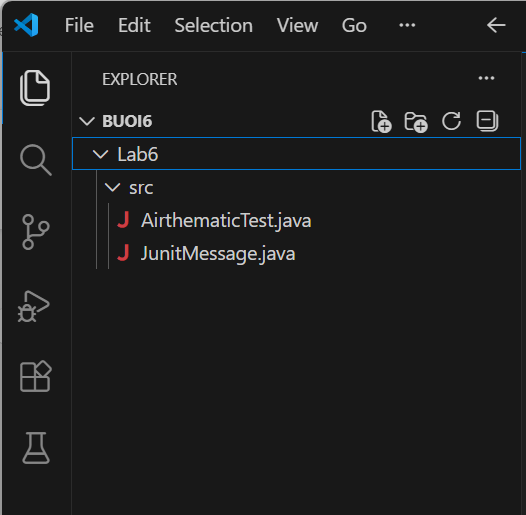 File Edit Selection View Go ...
EXPLORER ...
BUOI6
Lab6
src
J AirthematicTest.java
J JunitMessage.java